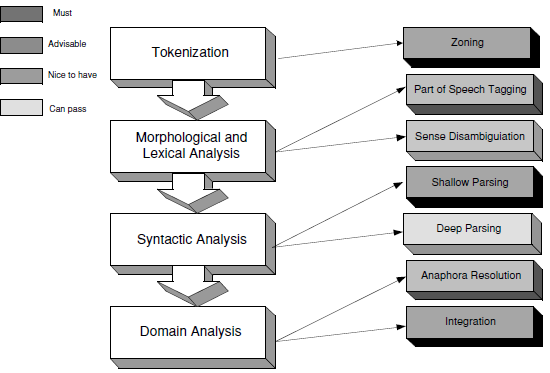 Must
Advisable
Nice to have
Can pass
Tokenization
Zoning
Part of Speech Tagging
Morphological and
Lexical Analysis
Sense Disambiguiation
Shallow Parsing
Syntactic Analysis
Deep Parsing
Anaphora Resolution
Domain Analysis
Integration